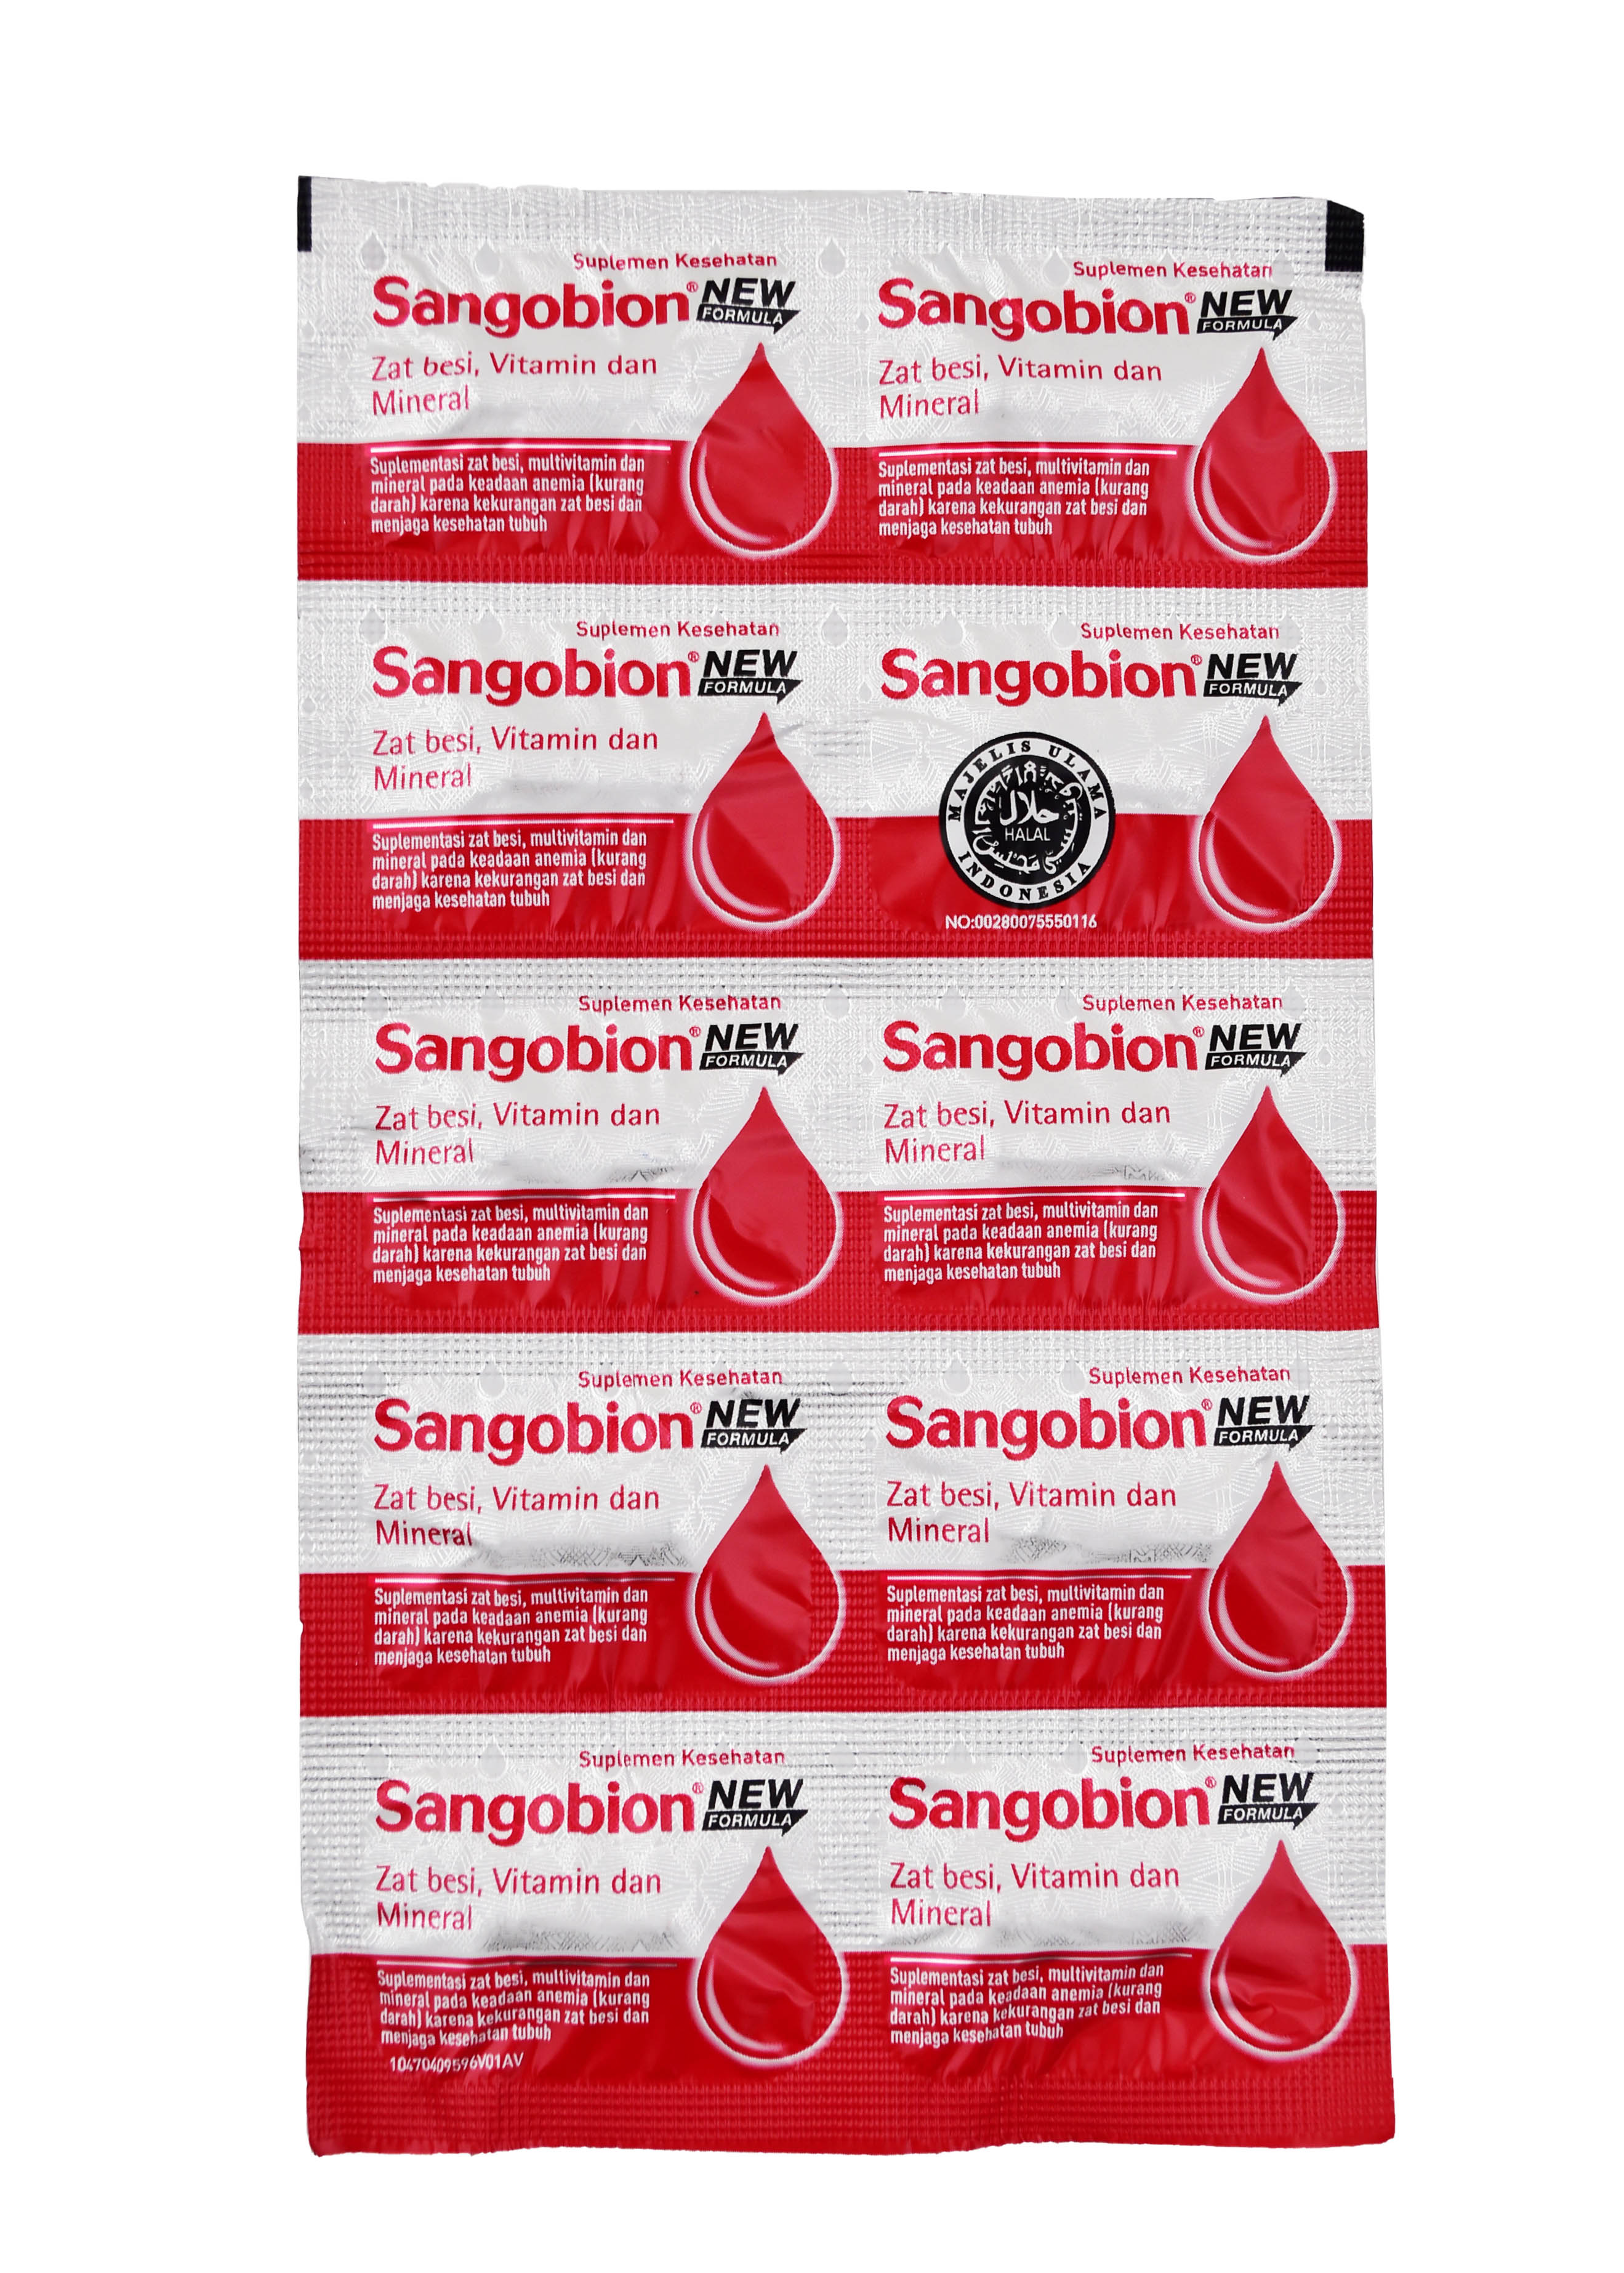 Suplemen Kesehatan
Sangobion® NEW FORMULA
Zat besi, Vitamin dan
Mineral
Suplementasi zat besi, multivitamin dan
mineral pada keadaan anemia (kurang
darah) karena kekurangan zat besi dan
menjaga kesehatan tubuh
Suplemen Kesehatan
Sangobion® NEW FORMULA
Zat besi, Vitamin dan
Mineral
Suplementasi zat besi, multivitamin dan
mineral pada keadaan anemia (kurang
darah) karena kekurangan zat besi dan
menjaga kesehatan tubuh
Suplemen Kesehatan
Sangobion® NEW FORMULA
Zat besi, Vitamin dan
Mineral
Suplementasi zat besi, multivitamin dan
mineral pada keadaan anemia (kurang
darah) karena kekurangan zat besi dan
menjaga kesehatan tubuh
Suplemen Kesehatan
Sangobion® NEW FORMULA
MAJELIS ULAMA
حلال
HALAL
INDONESIA
NO:00280075550116
Suplemen Kesehatan
Sangobion® NEW FORMULA
Zat besi, Vitamin dan
Mineral
Suplementasi zat besi, multivitamin dan
mineral pada keadaan anemia (kurang
darah) karena kekurangan zat besi dan
menjaga kesehatan tubuh
Suplemen Kesehatan
Sangobion® NEW FORMULA
Zat besi, Vitamin dan
Mineral
Suplementasi zat besi, multivitamin dan
mineral pada keadaan anemia (kurang
darah) karena kekurangan zat besi dan
menjaga kesehatan tubuh
Suplemen Kesehatan
Sangobion® NEW FORMULA
Zat besi, Vitamin dan
Mineral
Suplementasi zat besi, multivitamin dan
mineral pada keadaan anemia (kurang
darah) karena kekurangan zat besi dan
menjaga kesehatan tubuh
Suplemen Kesehatan
Sangobion® NEW FORMULA
Zat besi, Vitamin dan
Mineral
Suplementasi zat besi, multivitamin dan
mineral pada keadaan anemia (kurang
darah) karena kekurangan zat besi dan
menjaga kesehatan tubuh
Suplemen Kesehatan
Sangobion® NEW FORMULA
Zat besi, Vitamin dan
Mineral
Suplementasi zat besi, multivitamin dan
mineral pada keadaan anemia (kurang
darah) karena kekurangan zat besi dan
menjaga kesehatan tubuh
10470409596V01AV
Suplemen Kesehatan
Sangobion® NEW FORMULA
Zat besi, Vitamin dan
Mineral
Suplementasi zat besi, multivitamin dan
mineral pada keadaan anemia (kurang
darah) karena kekurangan zat besi dan
menjaga kesehatan tubuh